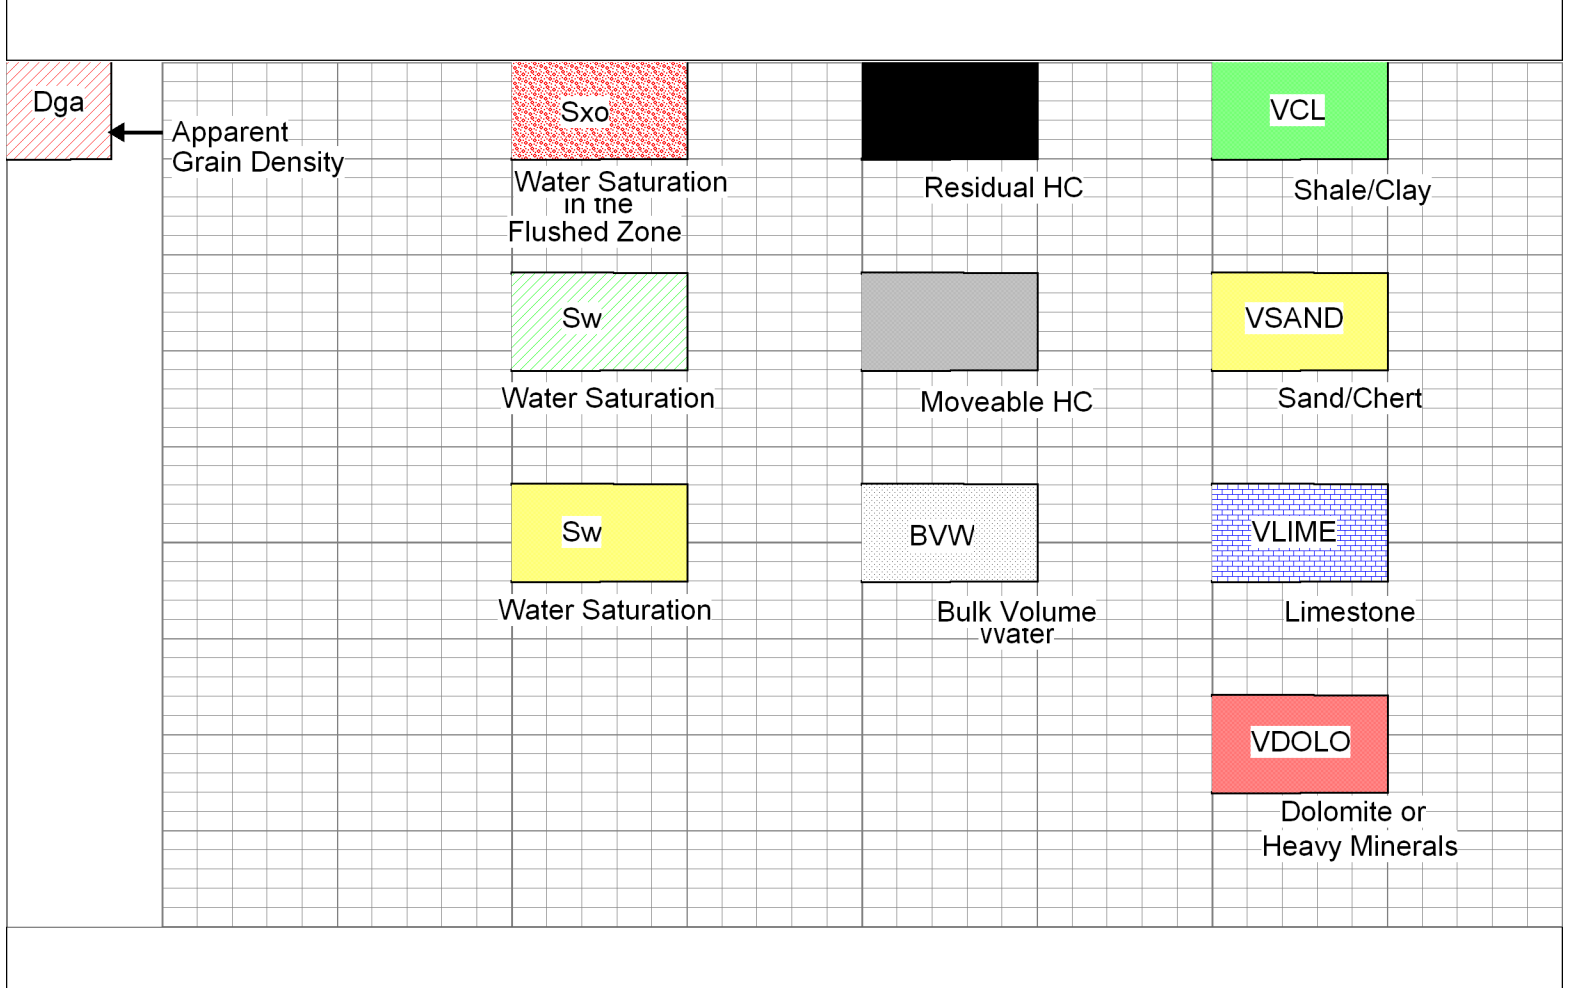 Dga
Apparent
Grain Density
Sxo
Water Saturation
in the
Flushed Zone
Residual HC
VCL
Shale/Clay
Sw
Water Saturation
Moveable HC
VSAND
Sand/Chert
Sw
Water Saturation
BVW
Bulk Volume
Water
VLIME
Limestone
VDOLO
Dolomite or
Heavy Minerals